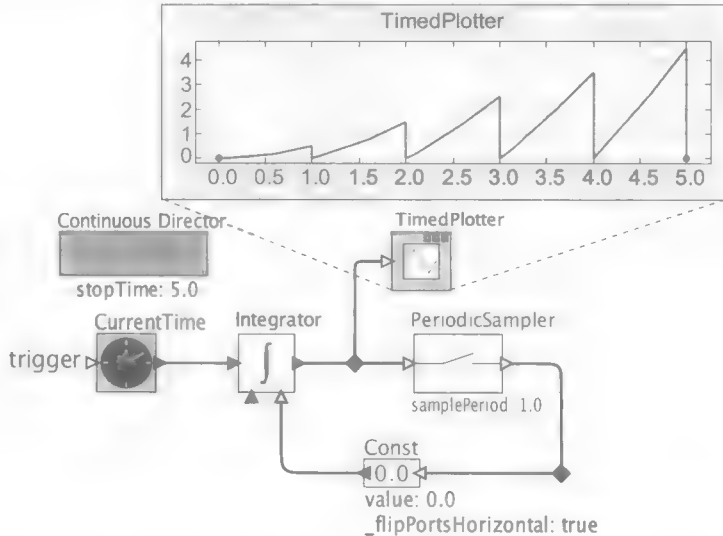 TimedPlotter
4
3
2
1
0
0.0 0.5 1.0 1.5 2.0 2.5 3.0 3.5 4.0 4.5 5.0
Continuous Director
TimedPlotter
stopTime: 5.0
CurrentTime
Integrator
PeriodicSampler
trigger
∫
samplePeriod 1.0
Const
0.0
value: 0.0
_flipPortsHorizontal: true